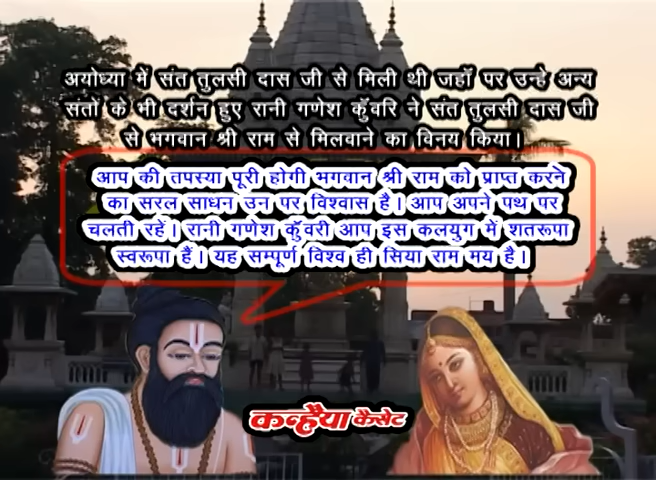 अयोध्या में संत तुलसी दास जी से मिली थी जहाँ पर उन्हे अन्य
संतों के भी दर्शन हुए रानी गणेश कुँवरि ने संत तुलसी दास जी
से भगवान श्री राम से मिलवाने का विनय किया।
आप की तपस्या पूरी होगी भगवान श्री राम को प्राप्त करने
का सरल साधन उन पर विश्वास है। आप अपने पथ पर
चलती रहें। रानी गणेश कुँवरी आप इस कलयुग में शतरूपा
स्वरूपा हैं। यह सम्पूर्ण विश्व ही सिया राम मय है।
कन्हैया कैसेट